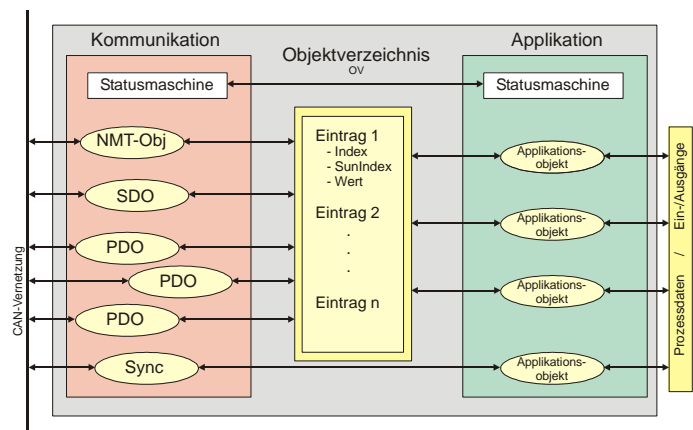 Kommunikation
Objektverzeichnis
OV
Applikation
Statusmaschine
Statusmaschine
NMT-Obj
SDO
PDO
PDO
PDO
Sync
Eintrag 1
- Index
- SunIndex
- Wert
Eintrag 2
.
.
.
Eintrag n
Applikations-
objekt
Applikations-
objekt
Applikations-
objekt
Applikations-
objekt
CAN-Vernetzung
Prozessdaten / Ein-/Ausgänge